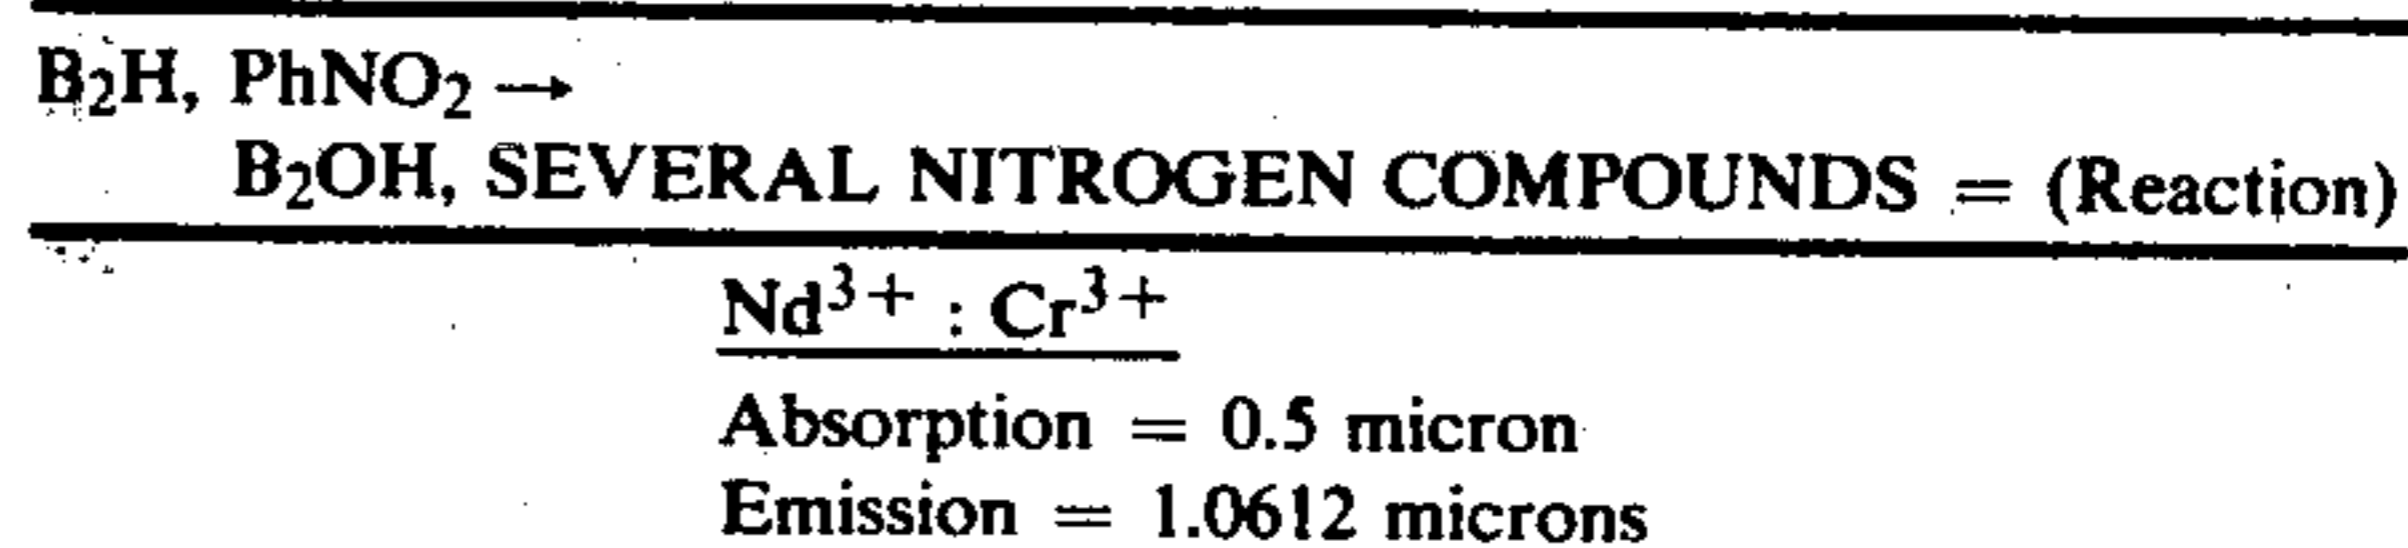 B₂H, PhNO₂ →
B₂OH, SEVERAL NITROGEN COMPOUNDS = (Reaction)
Nd³⁺ : Cr³⁺
Absorption = 0.5 micron
Emission = 1.0612 microns